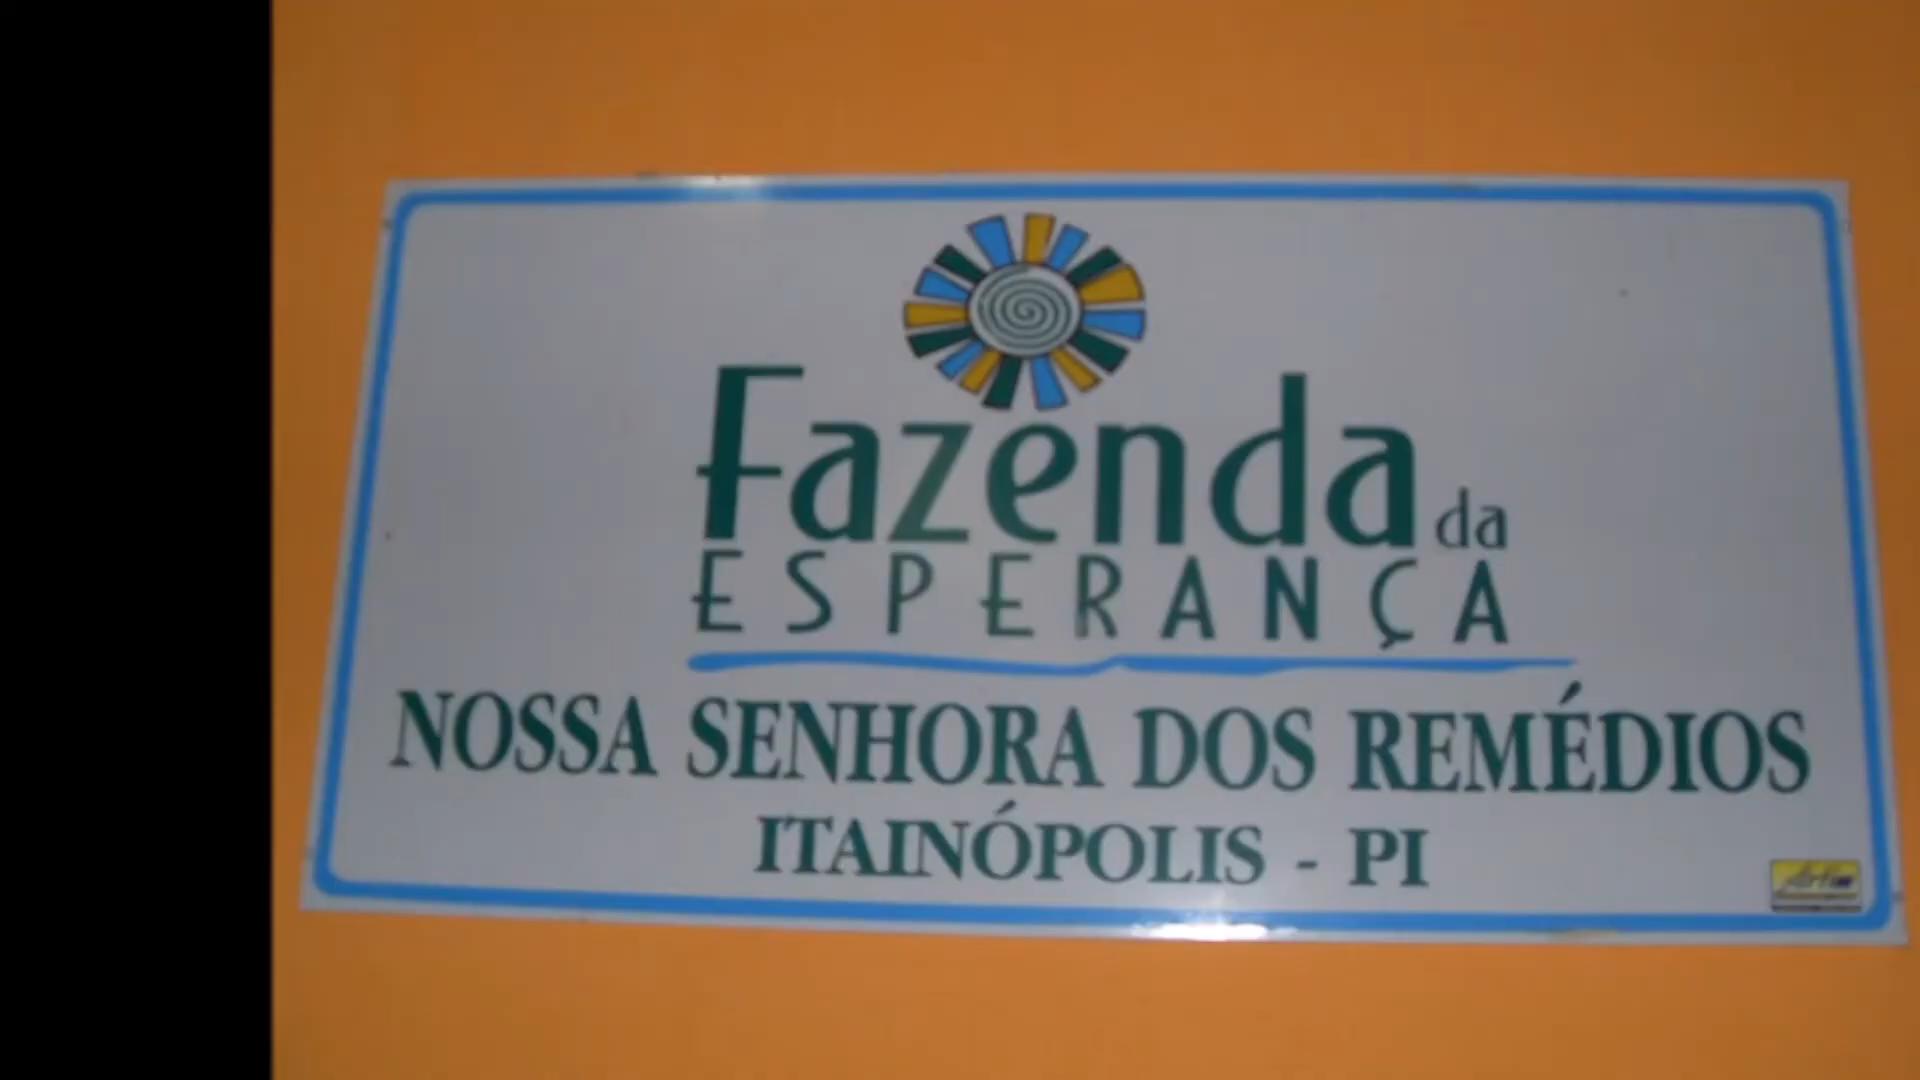 Fazenda da
ESPERANÇA
NOSSA SENHORA DOS REMÉDIOS
ITAINÓPOLIS - PI